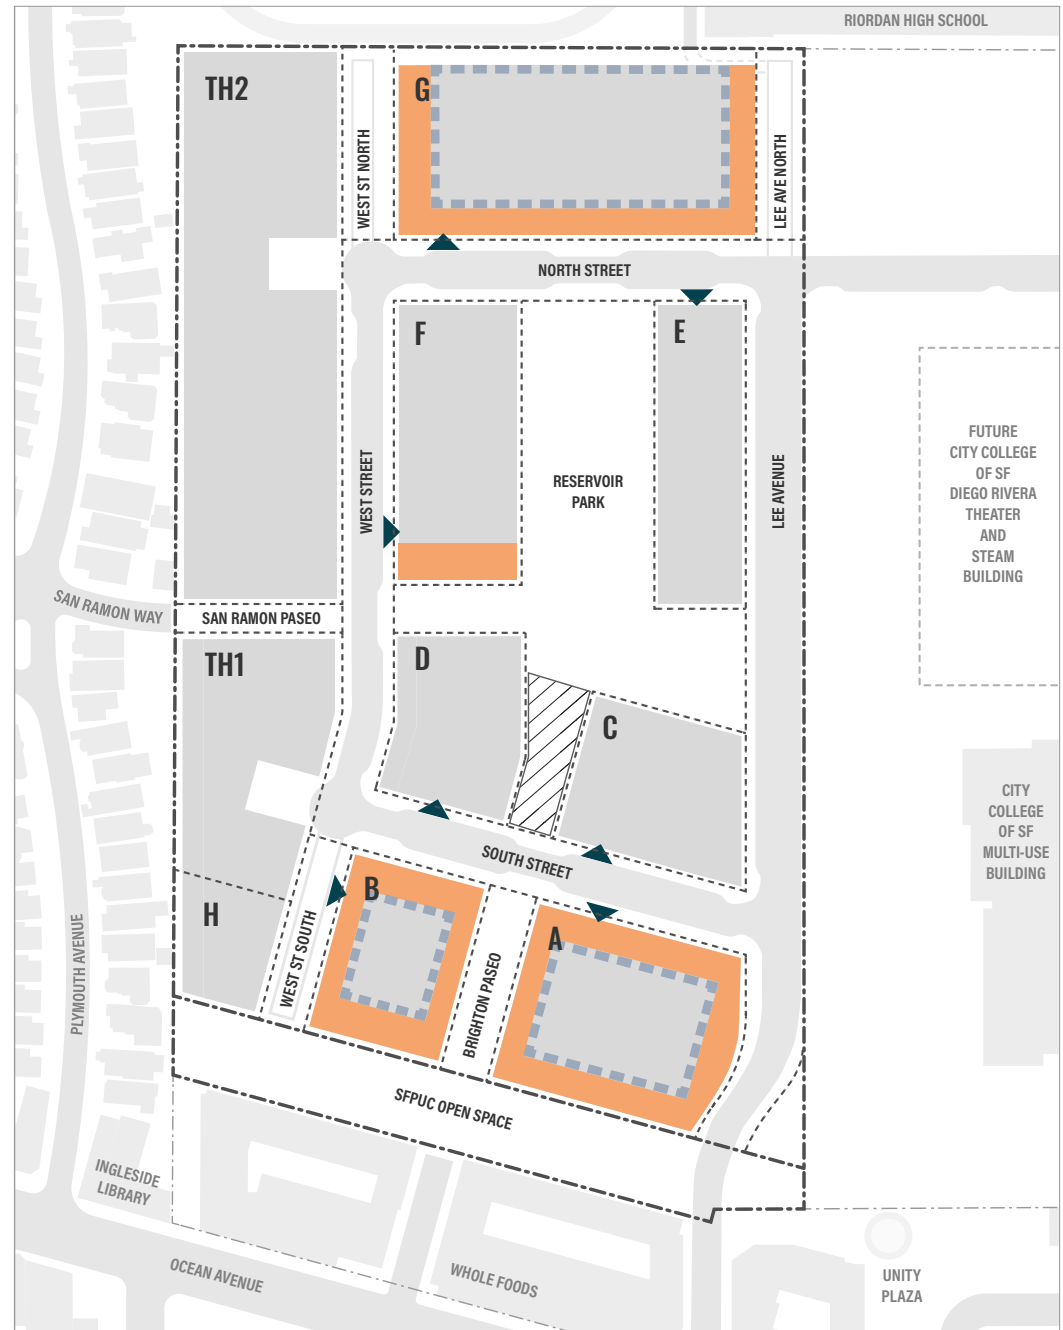 RIORDAN HIGH SCHOOL
TH2
G
WEST ST NORTH
LEE AVE NORTH
NORTH STREET
F
E
WEST STREET
RESERVOIR
PARK
LEE AVENUE
FUTURE
CITY COLLEGE
OF SF
DIEGO RIVERA
THEATER
AND
STEAM
BUILDING
SAN RAMON WAY
SAN RAMON PASEO
TH1
D
C
CITY
COLLEGE
OF SF
MULTI-USE
BUILDING
SOUTH STREET
B
A
H
WEST ST SOUTH
BRIGHTON PASEO
PLYMOUTH AVENUE
SFPUC OPEN SPACE
INGLESIDE
LIBRARY
OCEAN AVENUE
WHOLE FOODS
UNITY
PLAZA